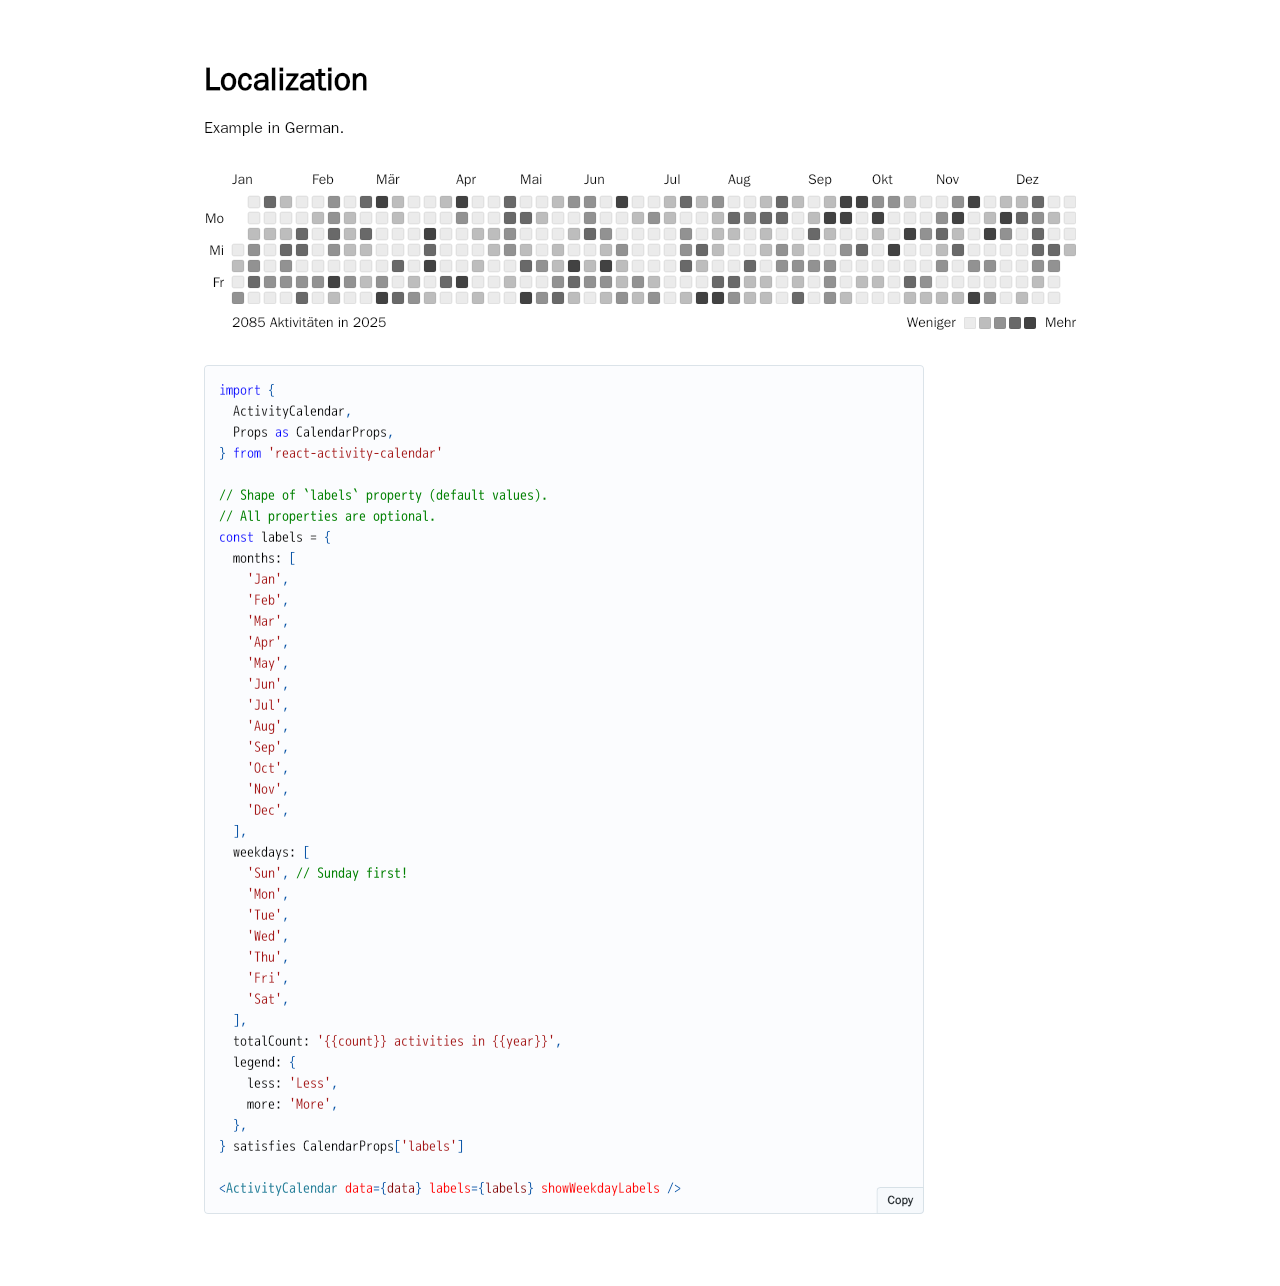 Localization
Example in German.
Jan Feb Mär Apr Mai Jun Jul Aug Sep Okt Nov Dez
Mo
Mi
Fr
2085 Aktivitäten in 2025 Weniger Mehr
import {
  ActivityCalendar,
  Props as CalendarProps,
} from 'react-activity-calendar'

// Shape of `labels` property (default values).
// All properties are optional.
const labels = {
  months: [
    'Jan',
    'Feb',
    'Mar',
    'Apr',
    'May',
    'Jun',
    'Jul',
    'Aug',
    'Sep',
    'Oct',
    'Nov',
    'Dec',
  ],
  weekdays: [
    'Sun', // Sunday first!
    'Mon',
    'Tue',
    'Wed',
    'Thu',
    'Fri',
    'Sat',
  ],
  totalCount: '{{count}} activities in {{year}}',
  legend: {
    less: 'Less',
    more: 'More',
  },
} satisfies CalendarProps['labels']

<ActivityCalendar data={data} labels={labels} showWeekdayLabels />
Copy